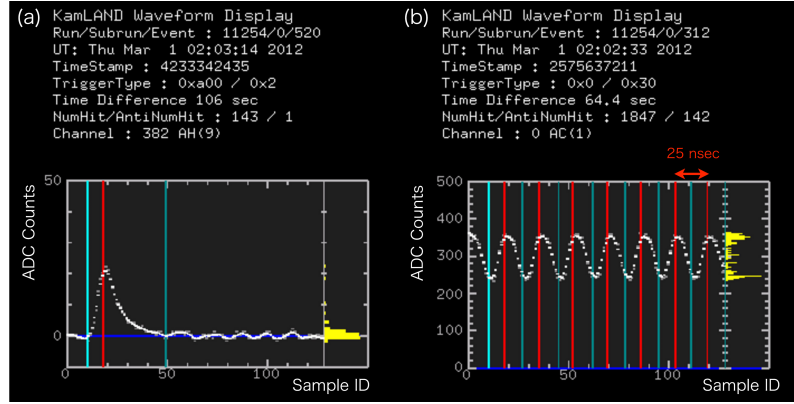 (a) KamLAND Waveform Display
Run/Subrun/Event : 11254/0/520
UT: Thu Mar  1 02:03:14 2012
TimeStamp : 4233342435
TriggerType : 0xa00 / 0x2
Time Difference 106 sec
NumHit/AntiNumHit : 143 / 1
Channel : 382 AH(9)
50
0
ADC Counts
0
50
100
Sample ID
(b) KamLAND Waveform Display
Run/Subrun/Event : 11254/0/312
UT: Thu Mar  1 02:02:33 2012
TimeStamp : 2575637211
TriggerType : 0x0 / 0x30
Time Difference 64.4 sec
NumHit/AntiNumHit : 1847 / 142
Channel : 0 AC(1)
25 nsec
500
400
300
200
100
0
ADC Counts
0
50
100
Sample ID